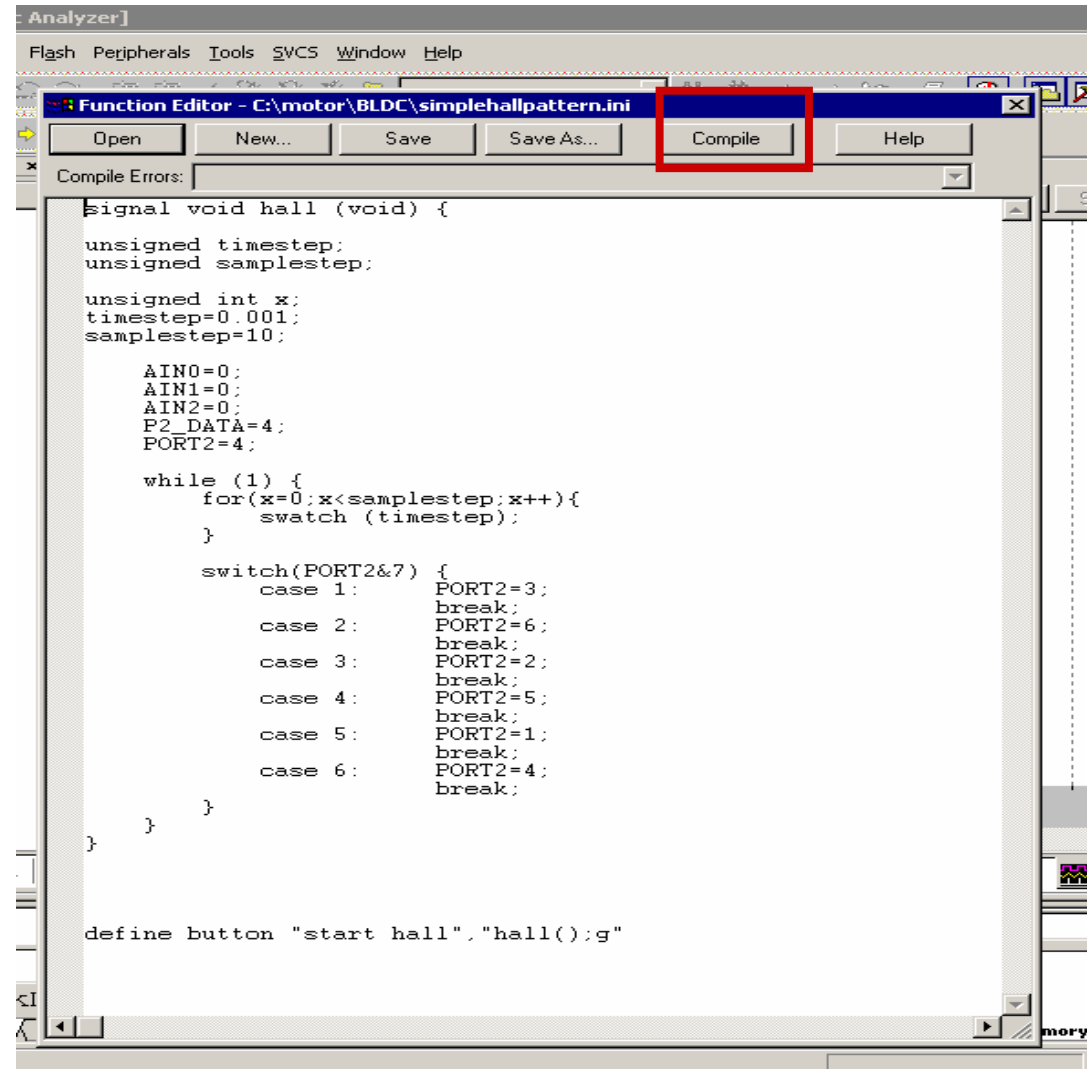 c Analyzer]
Flash Peripherals Tools SVCS Window Help
Function Editor - C:\motor\BLDC\simplehallpattern.ini
Open New... Save Save As... Compile Help
Compile Errors:
signal void hall (void) {
unsigned timestep;
unsigned samplestep;
unsigned int x;
timestep=0.001;
samplestep=10;
AIN0=0;
AIN1=0;
AIN2=0;
P2_DATA=4;
PORT2=4;
while (1) {
for(x=0;x<samplestep;x++){
swatch (timestep);
}
switch(PORT2&7) {
case 1: PORT2=3;
break;
case 2: PORT2=6;
break;
case 3: PORT2=2;
break;
case 4: PORT2=5;
break;
case 5: PORT2=1;
break;
case 6: PORT2=4;
break;
}
}
}
define button "start hall","hall();g"
mory